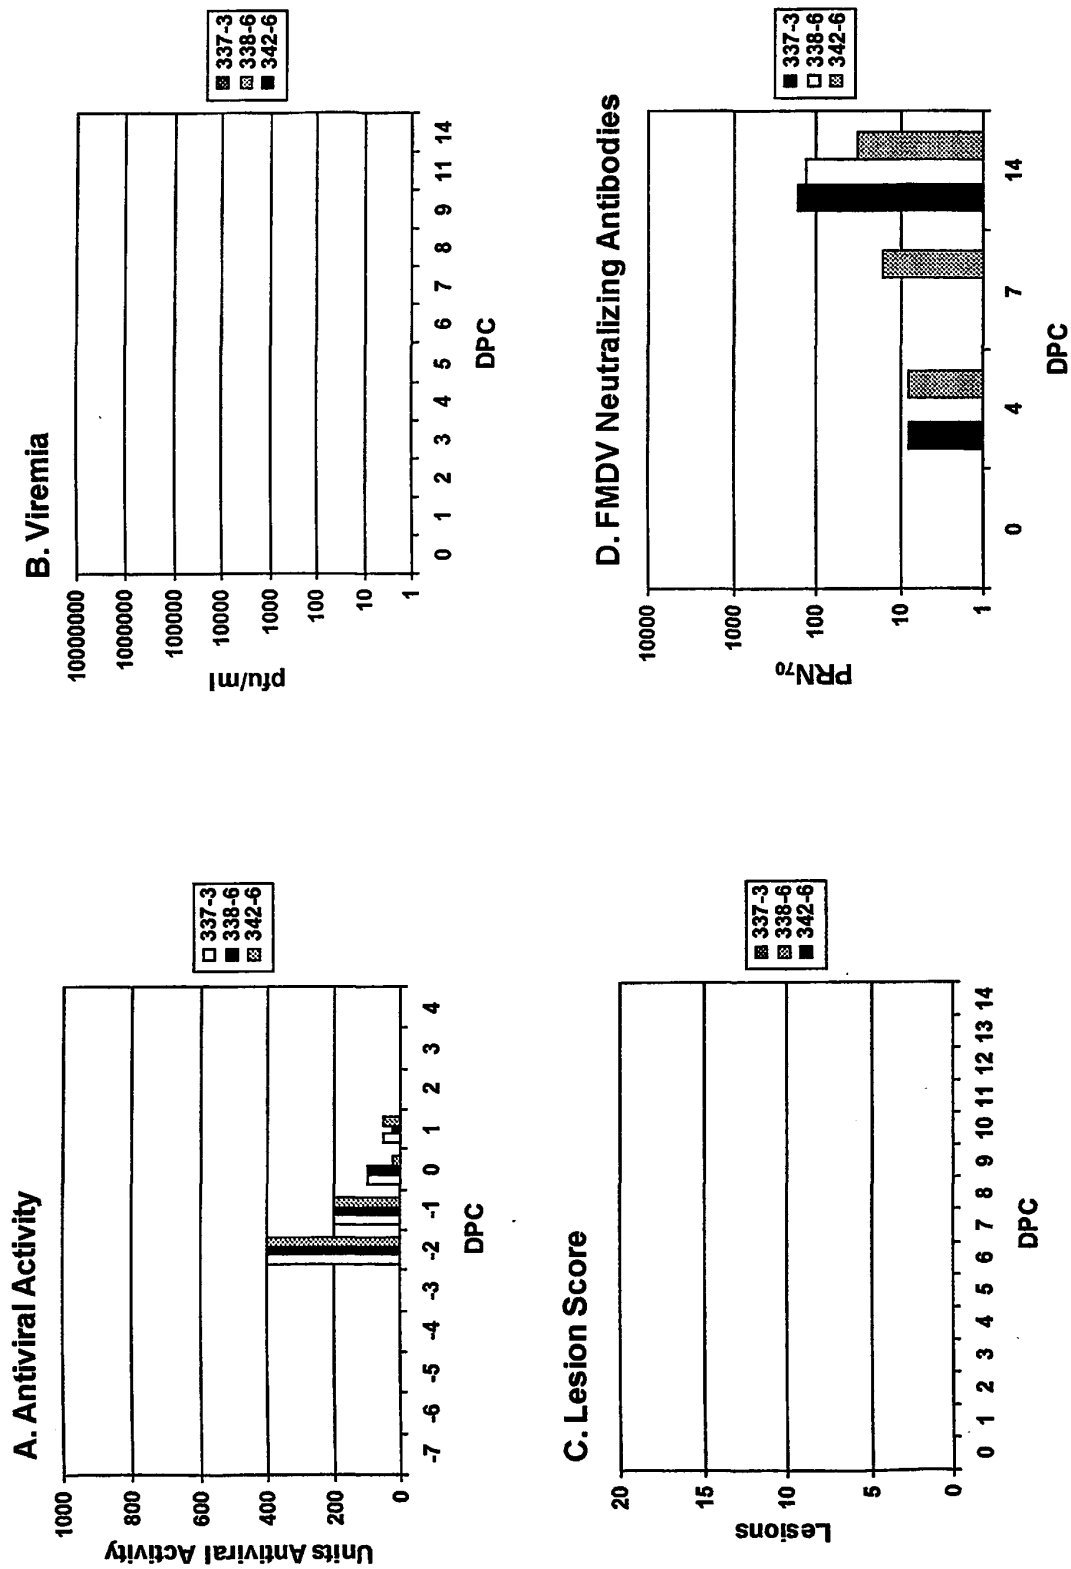 A. Antiviral Activity
Units Antiviral Activity
1000
800
600
400
200
0
-7 -6 -5 -4 -3 -2 -1 0 1 2 3 4
DPC
337-3
338-6
342-6
B. Viremia
pfu/ml
10000000
1000000
100000
10000
1000
100
10
1
0 1 2 3 4 5 6 7 8 9 11 14
DPC
337-3
338-6
342-6
C. Lesion Score
Lesions
20
15
10
5
0
0 1 2 3 4 5 6 7 8 9 10 11 12 13 14
DPC
337-3
338-6
342-6
D. FMDV Neutralizing Antibodies
PRN70
10000
1000
100
10
1
0 4 7 14
DPC
337-3
338-6
342-6